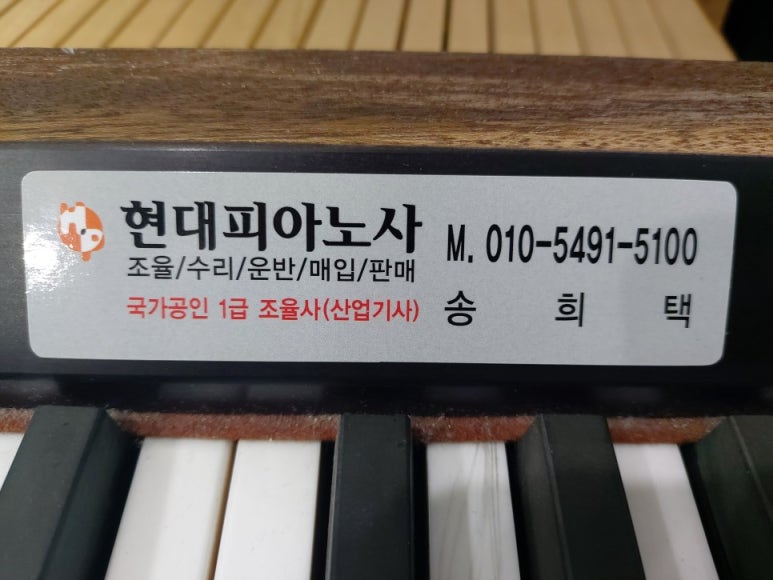 현대피아노사
조율/수리/운반/매입/판매
국가공인 1급 조율사(산업기사)
M. 010-5491-5100
송 희 택